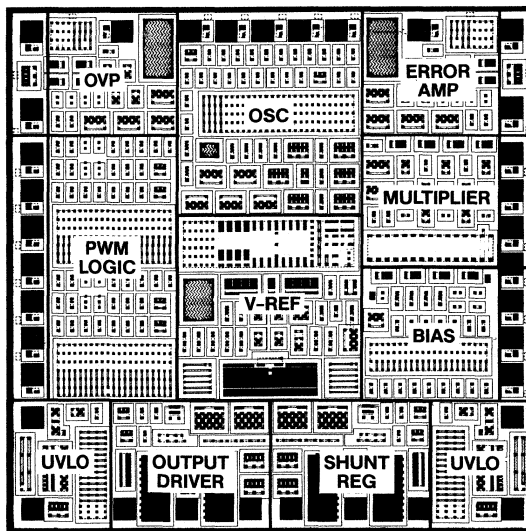 OVP
OSC
ERROR
AMP
PWM
LOGIC
MULTIPLIER
V-REF
BIAS
UVLO
OUTPUT
DRIVER
SHUNT
REG
UVLO